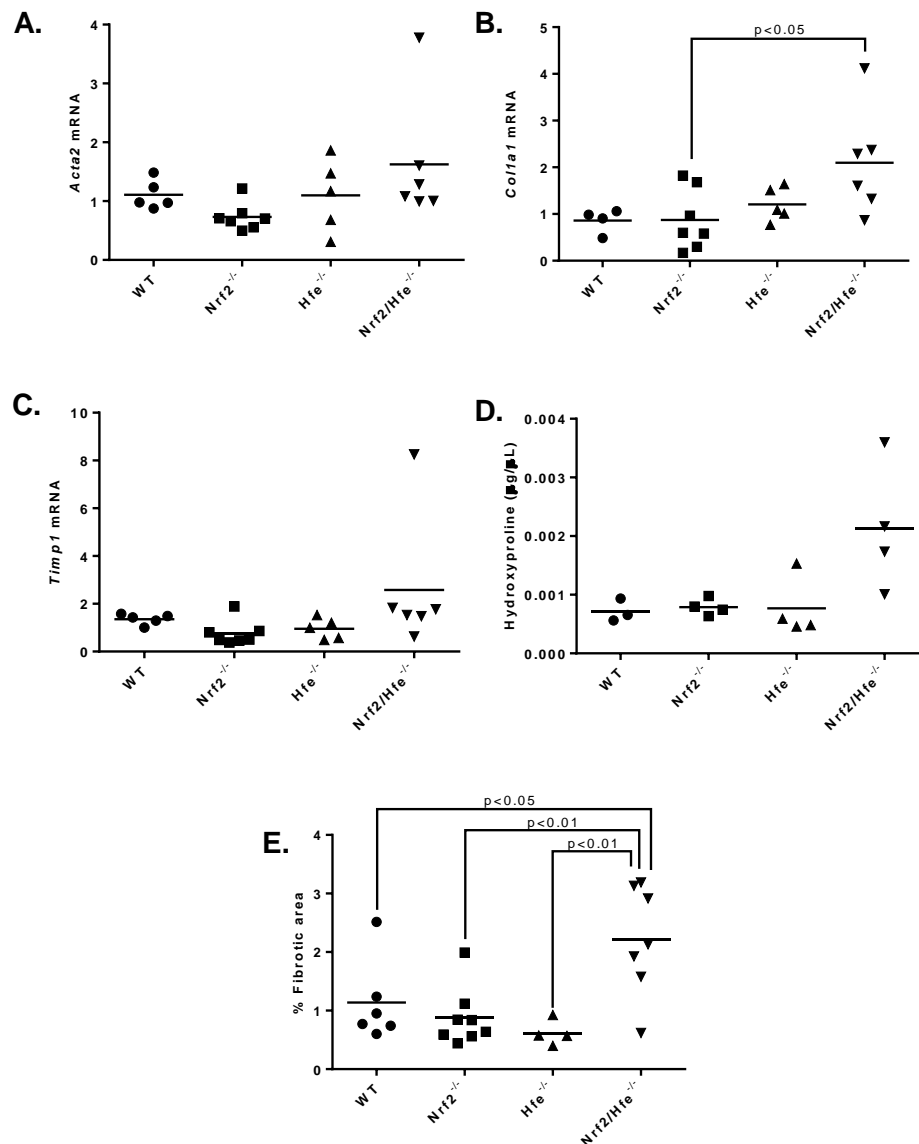 A.
Acta2 mRNA
4
3
2
1
0
WT
Nrf2-/-
Hfe-/-
Nrf2/Hfe-/-
B.
p<0.05
Col1a1 mRNA
5
4
3
2
1
0
WT
Nrf2-/-
Hfe-/-
Nrf2/Hfe-/-
C.
Timp1 mRNA
10
8
6
4
2
0
WT
Nrf2-/-
Hfe-/-
Nrf2/Hfe-/-
D.
Hydroxyproline (µg/µL)
0.004
0.003
0.002
0.001
0.000
WT
Nrf2-/-
Hfe-/-
Nrf2/Hfe-/-
E.
p<0.05
p<0.01
p<0.01
% Fibrotic area
4
3
2
1
0
WT
Nrf2-/-
Hfe-/-
Nrf2/Hfe-/-